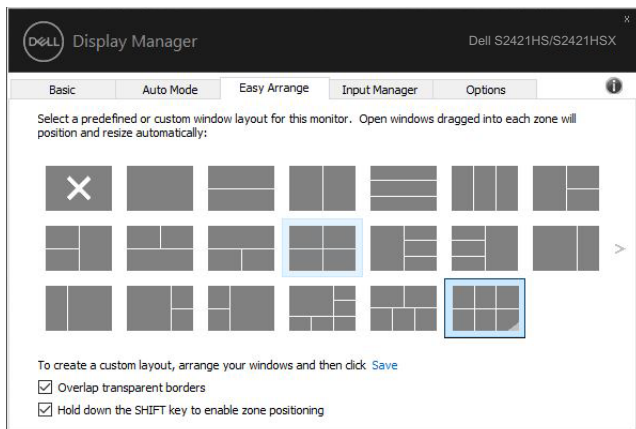 DELL Display Manager Dell S2421HS/S2421HSX
Basic Auto Mode Easy Arrange Input Manager Options
Select a predefined or custom window layout for this monitor. Open windows dragged into each zone will
position and resize automatically:
To create a custom layout, arrange your windows and then click Save
Overlap transparent borders
Hold down the SHIFT key to enable zone positioning